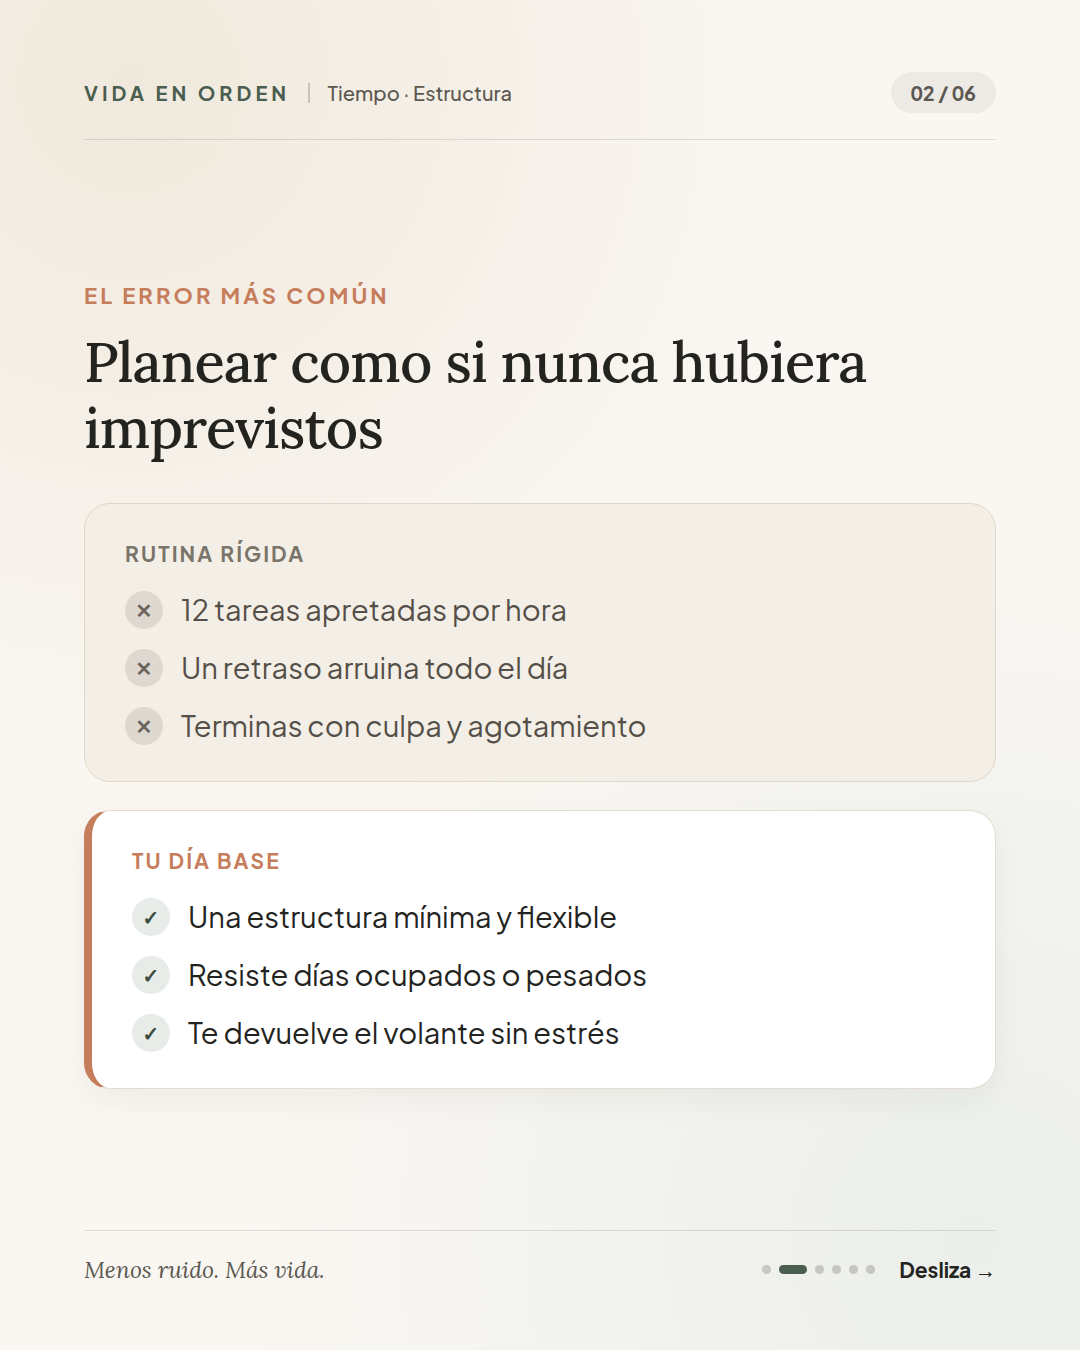 VIDA EN ORDEN | Tiempo · Estructura
02 / 06
EL ERROR MÁS COMÚN
Planear como si nunca hubiera
imprevistos
RUTINA RÍGIDA
✕ 12 tareas apretadas por hora
✕ Un retraso arruina todo el día
✕ Terminas con culpa y agotamiento
TU DÍA BASE
✓ Una estructura mínima y flexible
✓ Resiste días ocupados o pesados
✓ Te devuelve el volante sin estrés
Menos ruido. Más vida.
Desliza →